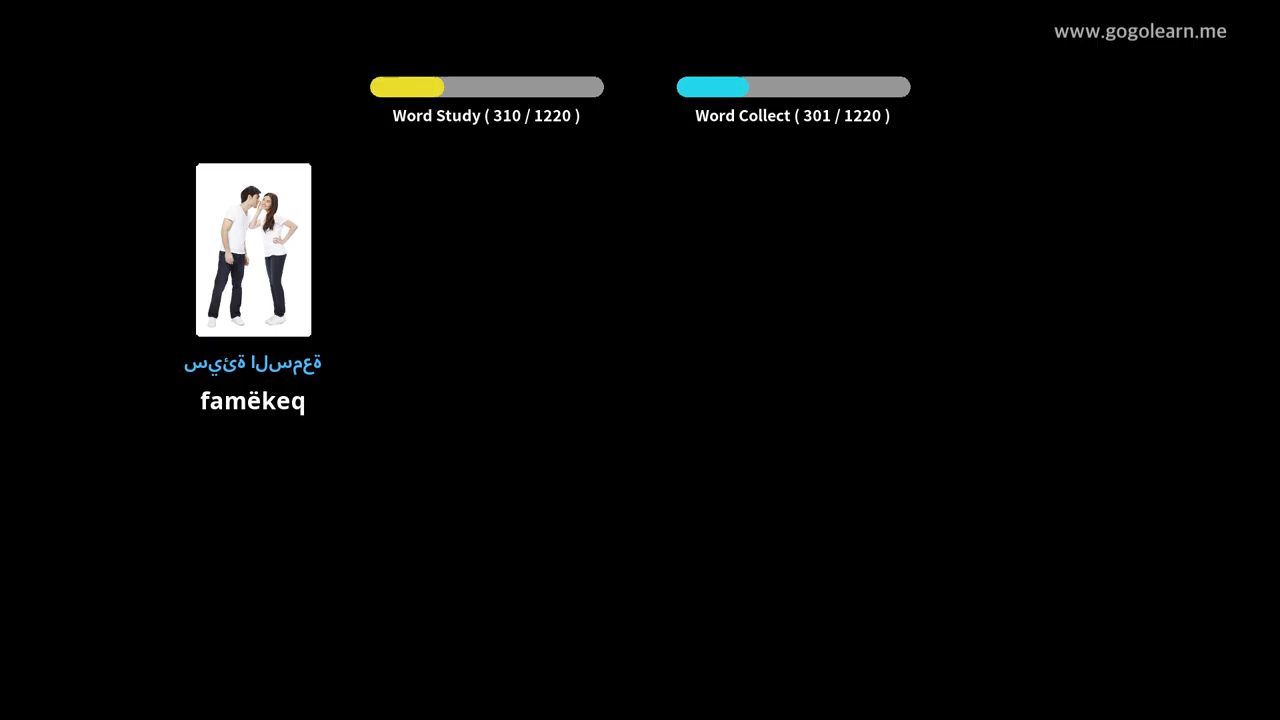 www.gogolearn.me
Word Study ( 310 / 1220 )
Word Collect ( 301 / 1220 )
سيئة السمعة
famëkeq